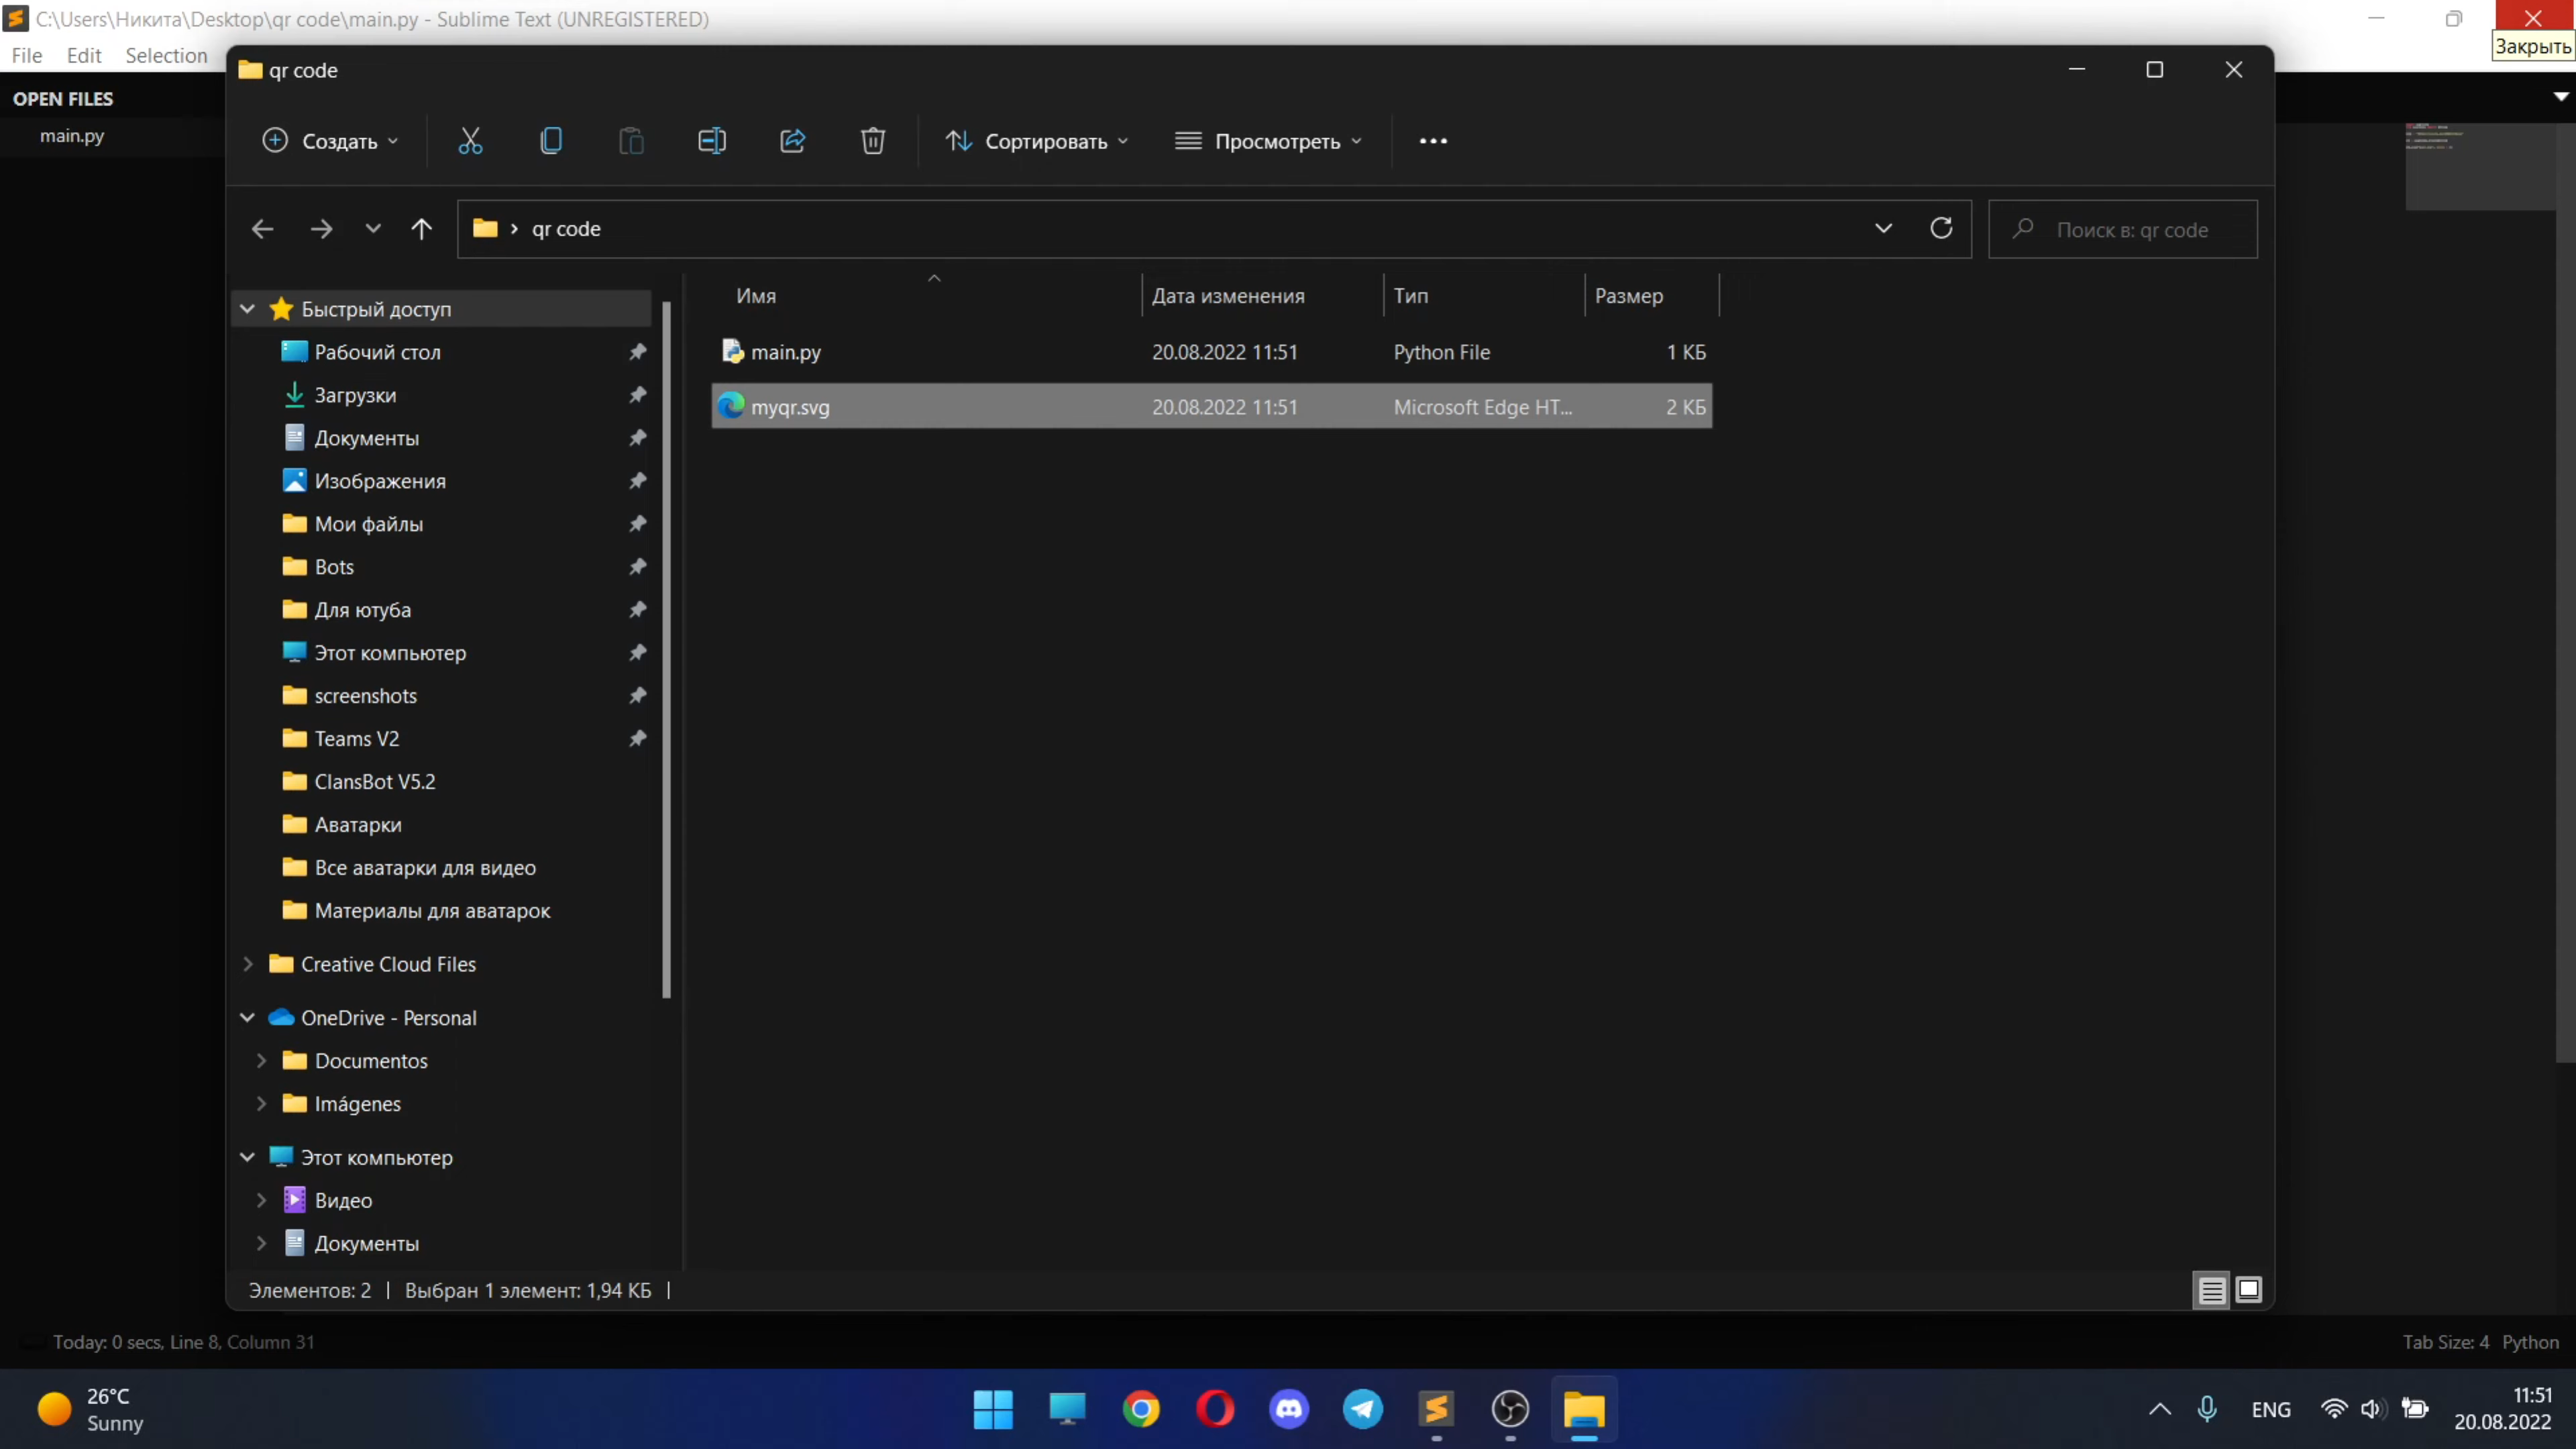 C:\Users\Никита\Desktop\qr code\main.py - Sublime Text (UNREGISTERED)
File Edit Selection
Закрыть
OPEN FILES
main.py
qr code
Создать
Сортировать
Просмотреть
qr code
Поиск в: qr code
Имя Дата изменения Тип Размер
main.py 20.08.2022 11:51 Python File 1 КБ
myqr.svg 20.08.2022 11:51 Microsoft Edge HT... 2 КБ
Быстрый доступ
Рабочий стол
Загрузки
Документы
Изображения
Мои файлы
Bots
Для ютуба
Этот компьютер
screenshots
Teams V2
ClansBot V5.2
Аватарки
Все аватарки для видео
Материалы для аватарок
Creative Cloud Files
OneDrive - Personal
Documentos
Imágenes
Этот компьютер
Видео
Документы
Элементов: 2 | Выбран 1 элемент: 1,94 КБ |
Today: 0 secs, Line 8, Column 31
Tab Size: 4 Python
26°C
Sunny
ENG
11:51
20.08.2022